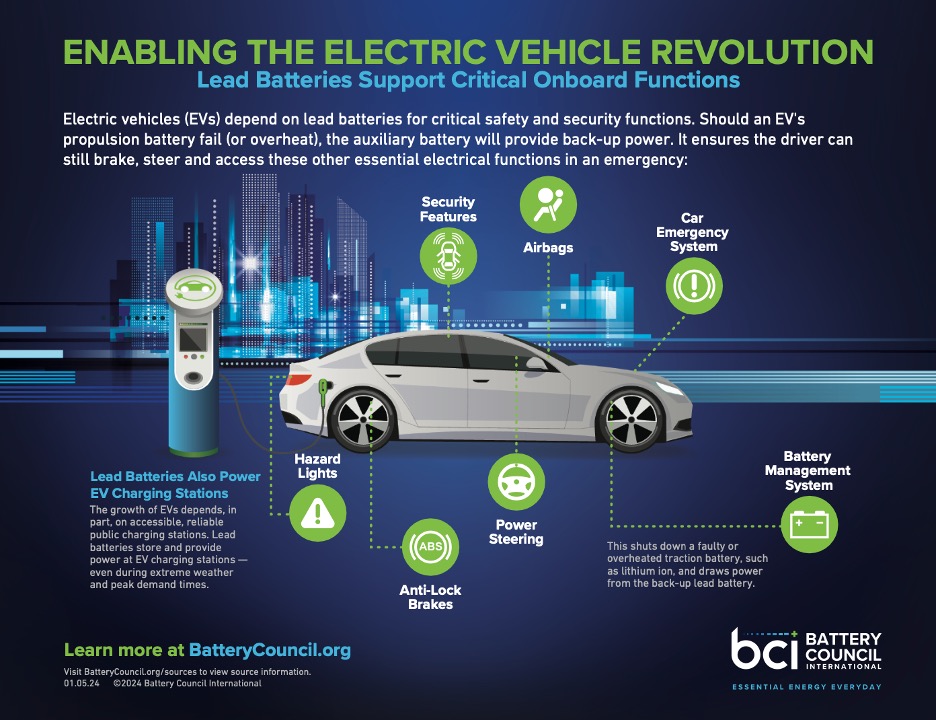 ENABLING THE ELECTRIC VEHICLE REVOLUTION
Lead Batteries Support Critical Onboard Functions
Electric vehicles (EVs) depend on lead batteries for critical safety and security functions. Should an EV's
propulsion battery fail (or overheat), the auxiliary battery will provide back-up power. It ensures the driver can
still brake, steer and access these other essential electrical functions in an emergency:
Security
Features
Airbags
Car
Emergency
System
Hazard
Lights
Lead Batteries Also Power
EV Charging Stations
The growth of EVs depends, in
part, on accessible, reliable
public charging stations. Lead
batteries store and provide
power at EV charging stations —
even during extreme weather
and peak demand times.
ABS
Anti-Lock
Brakes
Power
Steering
Battery
Management
System
This shuts down a faulty or
overheated traction battery, such
as lithium ion, and draws power
from the back-up lead battery.
Learn more at BatteryCouncil.org
Visit BatteryCouncil.org/sources to view source information.
01.05.24 ©2024 Battery Council International
bci
BATTERY
COUNCIL
INTERNATIONAL
ESSENTIAL ENERGY EVERYDAY